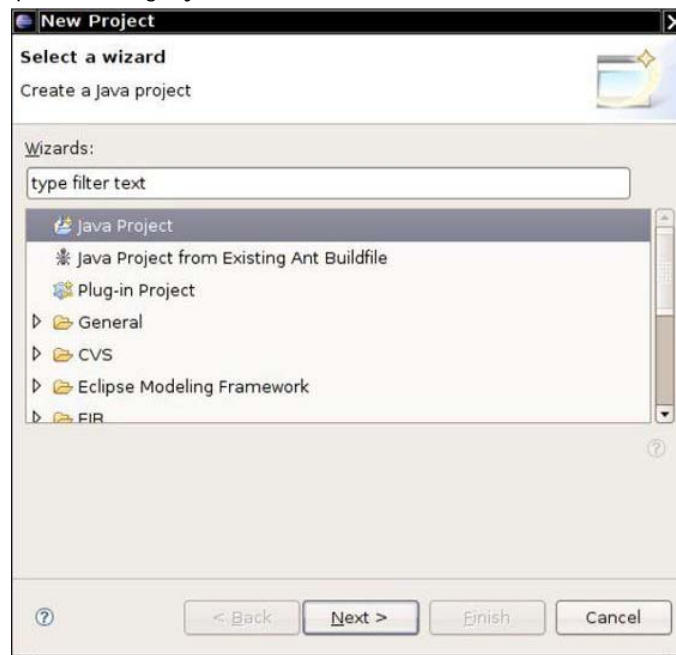 New Project
Select a wizard
Create a Java project
Wizards:
type filter text
Java Project
Java Project from Existing Ant Buildfile
Plug-in Project
General
CVS
Eclipse Modeling Framework
EJB
< Back Next > Finish Cancel